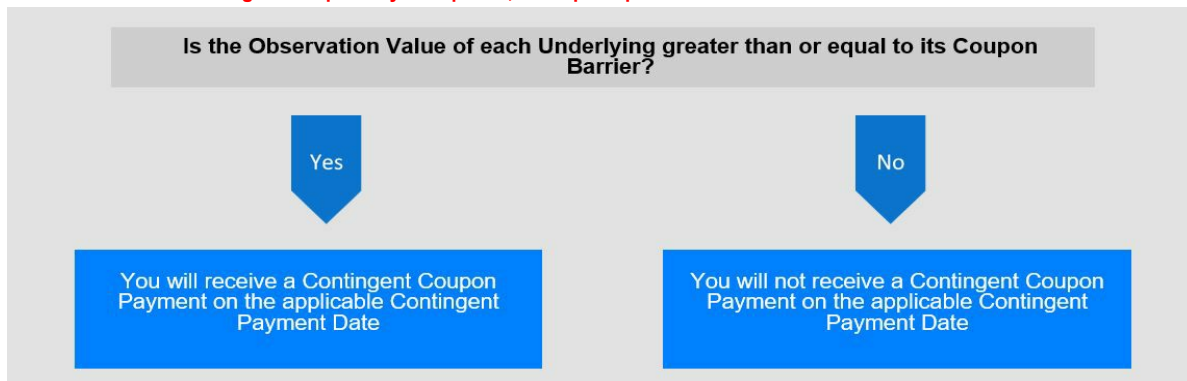 Is the Observation Value of each Underlying greater than or equal to its Coupon
Barrier?
Yes
No
You will receive a Contingent Coupon
Payment on the applicable Contingent
Payment Date
You will not receive a Contingent Coupon
Payment on the applicable Contingent
Payment Date